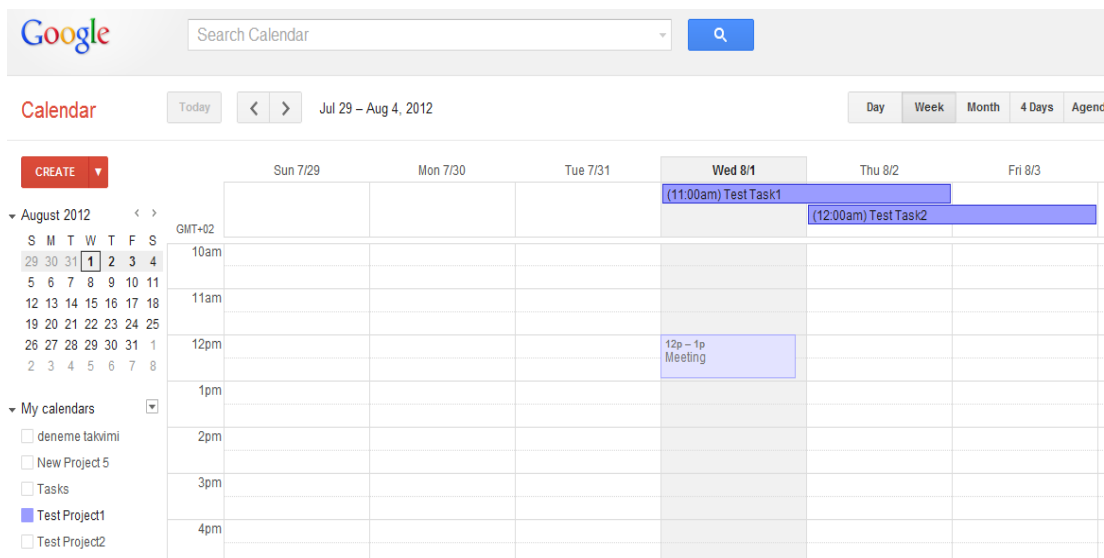 Google
Search Calendar
Calendar
Today
Jul 29 – Aug 4, 2012
Day Week Month 4 Days Agend
CREATE
Sun 7/29 Mon 7/30 Tue 7/31 Wed 8/1 Thu 8/2 Fri 8/3
(11:00am) Test Task1
(12:00am) Test Task2
GMT+02
August 2012
S M T W T F S
29 30 31 1 2 3 4
5 6 7 8 9 10 11
12 13 14 15 16 17 18
19 20 21 22 23 24 25
26 27 28 29 30 31 1
2 3 4 5 6 7 8
My calendars
deneme takvimi
New Project 5
Tasks
Test Project1
Test Project2
10am
11am
12pm
12p – 1p
Meeting
1pm
2pm
3pm
4pm